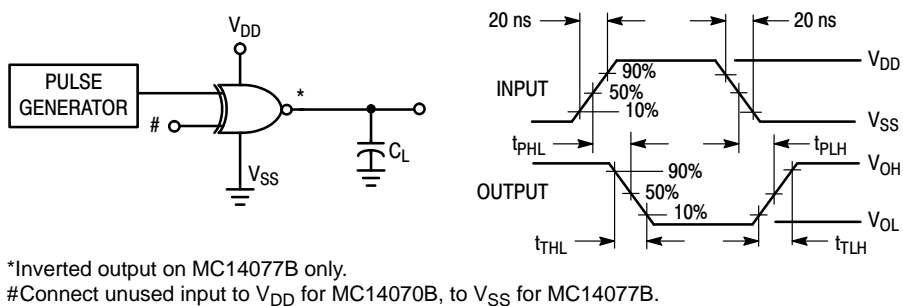 V_DD
PULSE
GENERATOR
*
#
V_SS
C_L
20 ns 20 ns
INPUT
90%
50%
10%
V_DD
V_SS
t_PHL t_PLH
OUTPUT
90%
50%
10%
V_OH
V_OL
t_THL t_TLH
*Inverted output on MC14077B only.
#Connect unused input to V_DD for MC14070B, to V_SS for MC14077B.